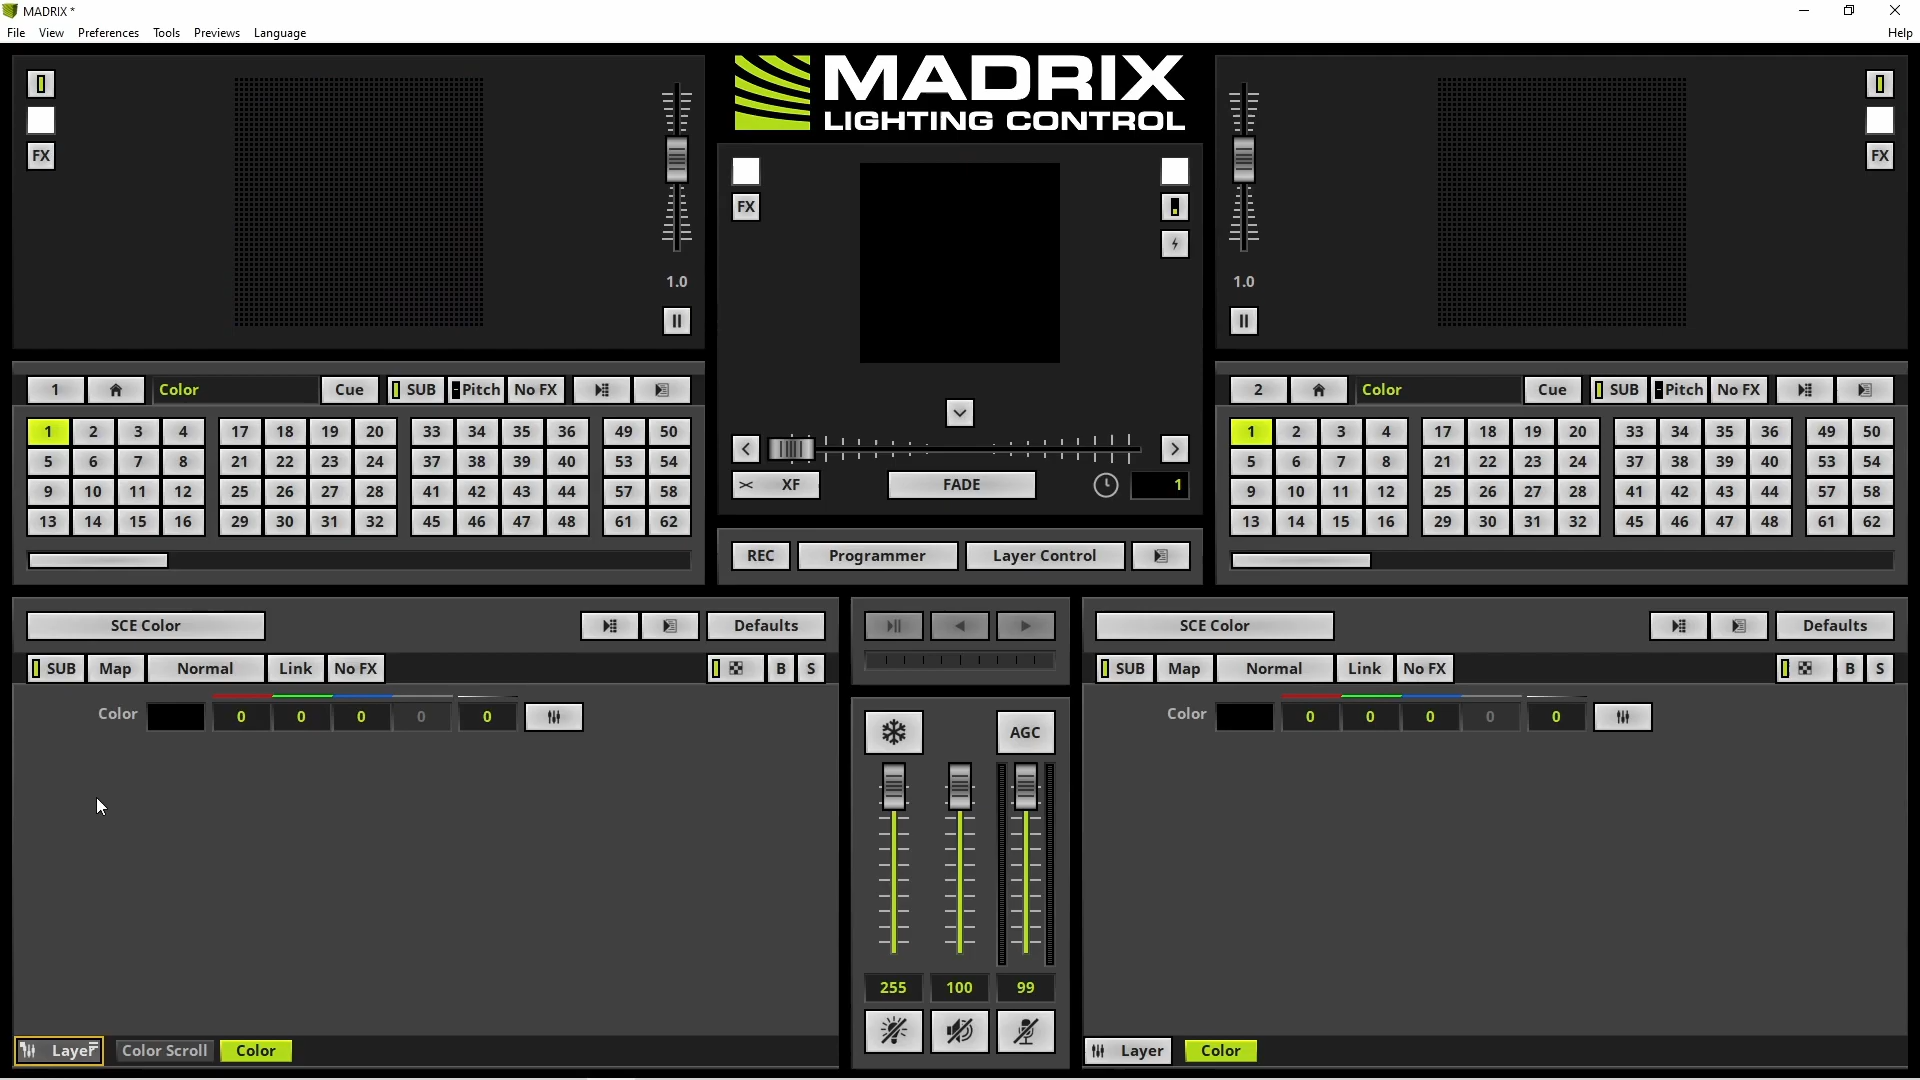 MADRIX *
File View Preferences Tools Previews Language Help
MADRIX
LIGHTING CONTROL
FX
FX
FX
1.0
1.0
1 Color Cue SUB Pitch No FX
1 2 3 4 17 18 19 20 33 34 35 36 49 50
5 6 7 8 21 22 23 24 37 38 39 40 53 54
9 10 11 12 25 26 27 28 41 42 43 44 57 58
13 14 15 16 29 30 31 32 45 46 47 48 61 62
XF FADE 1
REC Programmer Layer Control
2 Color Cue SUB Pitch No FX
1 2 3 4 17 18 19 20 33 34 35 36 49 50
5 6 7 8 21 22 23 24 37 38 39 40 53 54
9 10 11 12 25 26 27 28 41 42 43 44 57 58
13 14 15 16 29 30 31 32 45 46 47 48 61 62
SCE Color Defaults
SUB Map Normal Link No FX B S
Color 0 0 0 0 0
Layer Color Scroll Color
AGC
255 100 99
SCE Color Defaults
SUB Map Normal Link No FX B S
Color 0 0 0 0 0
Layer Color